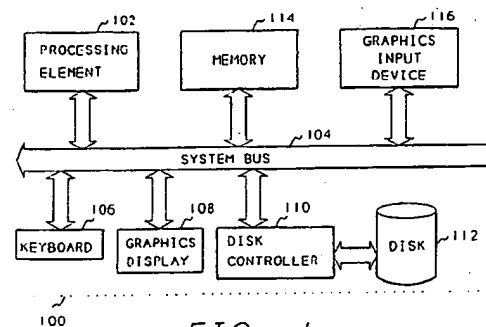 102
114
116
PROCESSING
ELEMENT
MEMORY
GRAPHICS
INPUT
DEVICE
104
SYSTEM BUS
106
108
110
KEYBOARD
GRAPHICS
DISPLAY
DISK
CONTROLLER
DISK
112
100